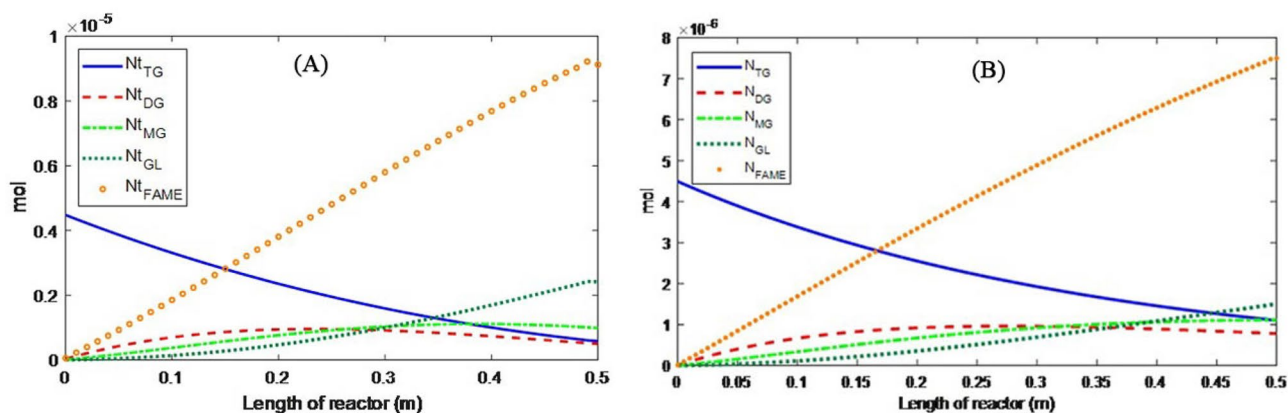 ×10⁻⁵
1
0.8
0.6
0.4
0.2
0
mol
Nt_TG
Nt_DG
Nt_MG
Nt_GL
Nt_FAME
(A)
0 0.1 0.2 0.3 0.4 0.5
Length of reactor (m)
×10⁻⁶
8
7
6
5
4
3
2
1
0
mol
N_TG
N_DG
N_MG
N_GL
N_FAME
(B)
0 0.05 0.1 0.15 0.2 0.25 0.3 0.35 0.4 0.45 0.5
Length of reactor (m)